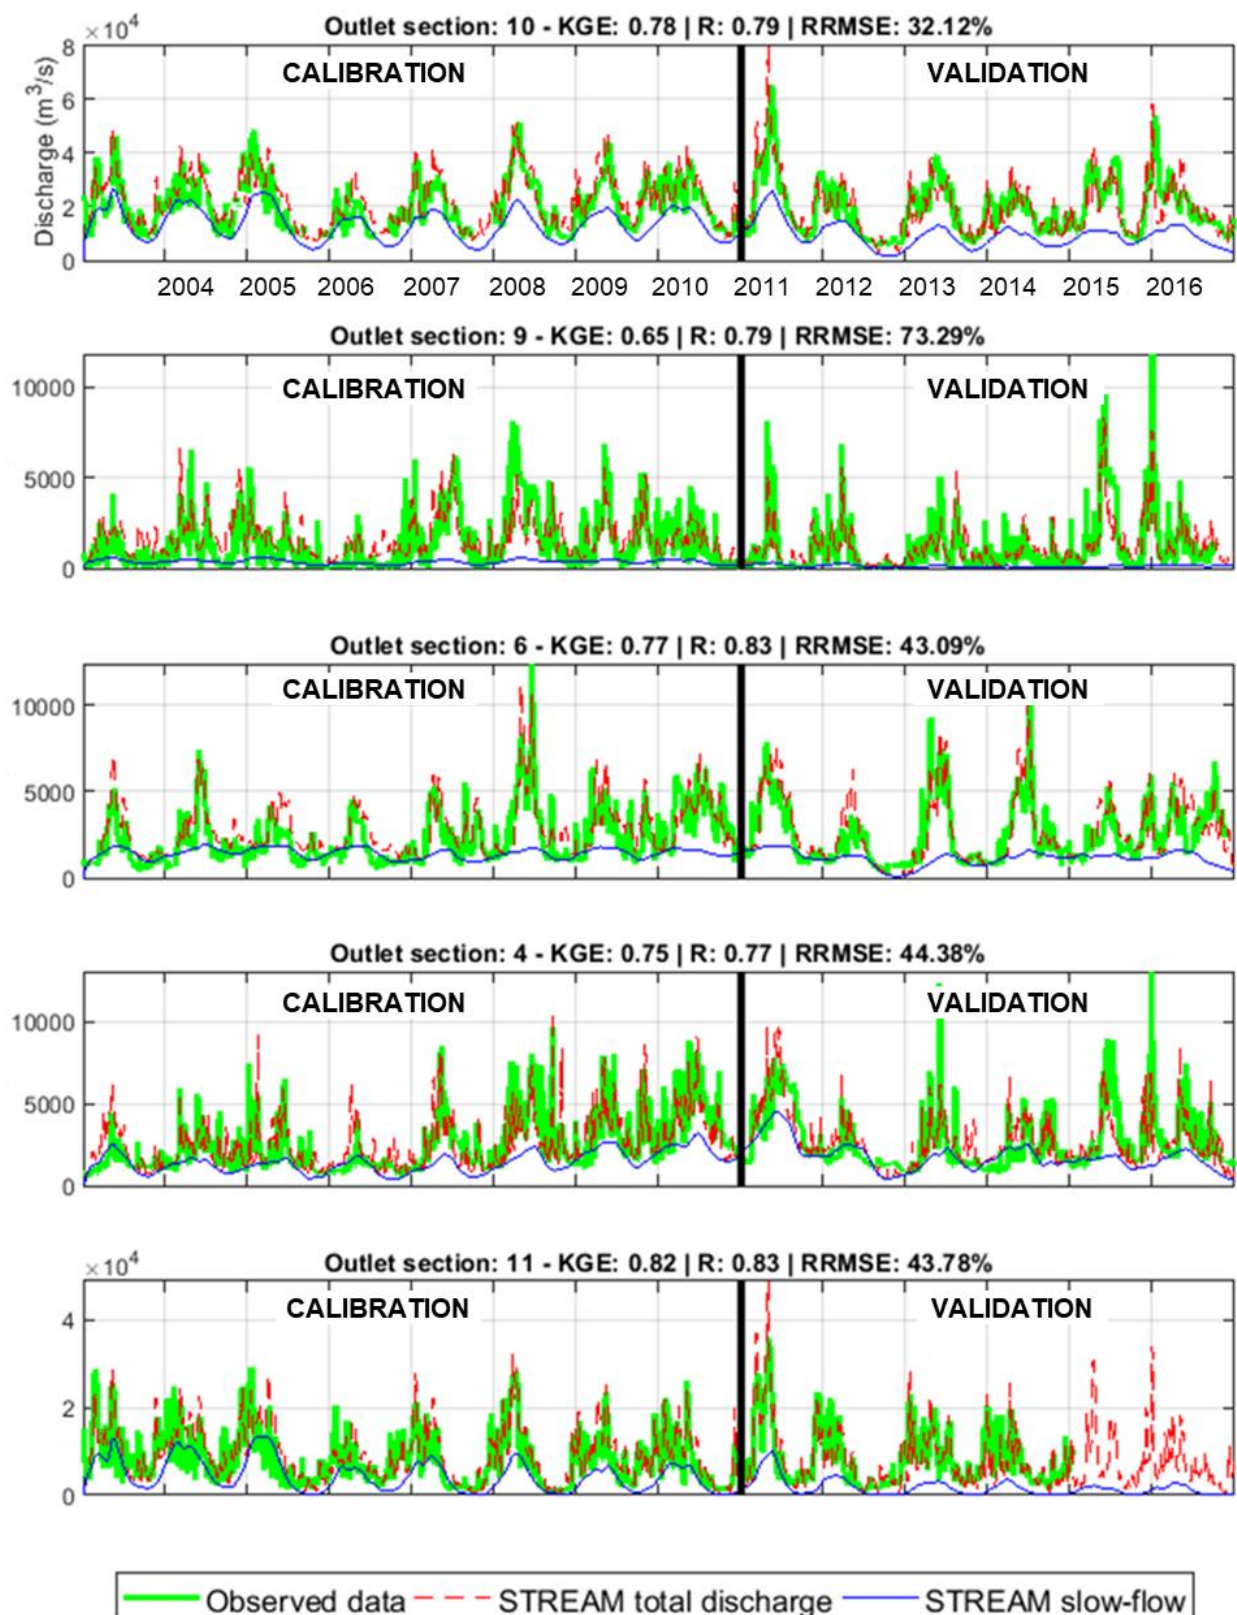 Outlet section: 10 - KGE: 0.78 | R: 0.79 | RRMSE: 32.12%
×10⁴
8
CALIBRATION
VALIDATION
6
4
2
0
Discharge (m³/s)
2004 2005 2006 2007 2008 2009 2010 2011 2012 2013 2014 2015 2016
Outlet section: 9 - KGE: 0.65 | R: 0.79 | RRMSE: 73.29%
CALIBRATION
VALIDATION
10000
5000
0
Outlet section: 6 - KGE: 0.77 | R: 0.83 | RRMSE: 43.09%
CALIBRATION
VALIDATION
10000
5000
0
Outlet section: 4 - KGE: 0.75 | R: 0.77 | RRMSE: 44.38%
CALIBRATION
VALIDATION
10000
5000
0
Outlet section: 11 - KGE: 0.82 | R: 0.83 | RRMSE: 43.78%
×10⁴
CALIBRATION
VALIDATION
4
2
0
Observed data STREAM total discharge STREAM slow-flow